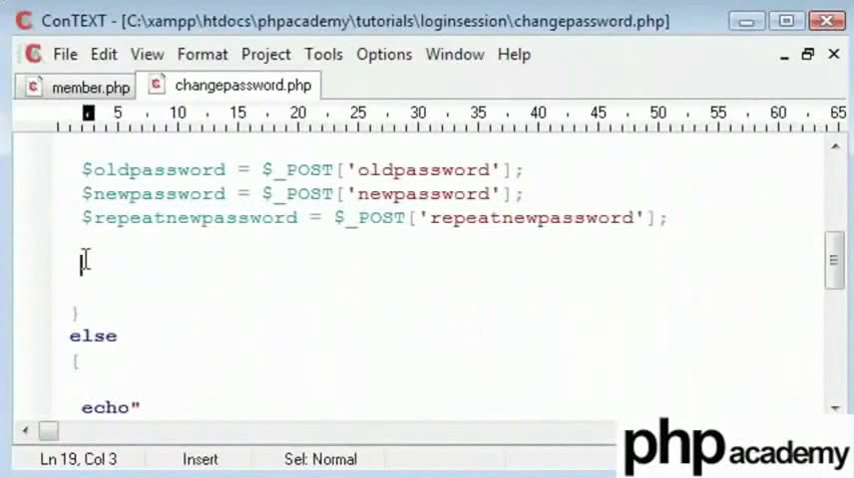 ConTEXT - [C:\xampp\htdocs\phpacademy\tutorials\loginsession\changepassword.php]
File Edit View Format Project Tools Options Window Help
member.php changepassword.php
5 10 15 20 25 30 35 40 45 50 55 60 65
$oldpassword = $_POST['oldpassword'];
$newpassword = $_POST['newpassword'];
$repeatnewpassword = $_POST['repeatnewpassword'];
}
else
{
echo"
Ln 19, Col 3 Insert Sel: Normal
php academy